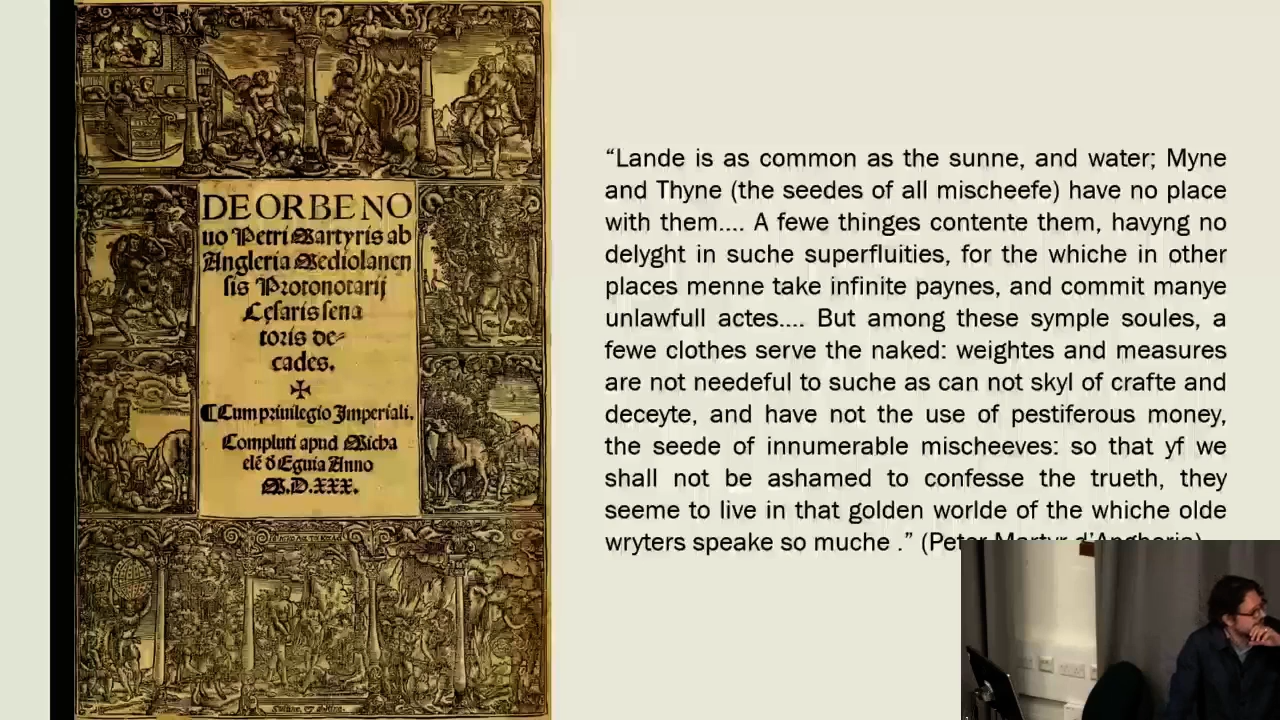 DE ORBE NO
uo Petri Martyris ab
Angleria Mediolanen
sis Protonotarij
Cęsaris sena
toris de-
cades.
✠
⁋Cum priuilegio Imperiali.
Compluti apud Micha
elē d̄ Eguia Anno
M.D.XXX.
“Lande is as common as the sunne, and water; Myne
and Thyne (the seedes of all mischeefe) have no place
with them.... A fewe thinges contente them, havyng no
delyght in suche superfluities, for the whiche in other
places menne take infinite paynes, and commit manye
unlawfull actes.... But among these symple soules, a
fewe clothes serve the naked: weightes and measures
are not needeful to suche as can not skyl of crafte and
deceyte, and have not the use of pestiferous money,
the seede of innumerable mischeeves: so that yf we
shall not be ashamed to confesse the trueth, they
seeme to live in that golden worlde of the whiche olde
wryters speake so muche .” (Peter Martyr d’Angheria)